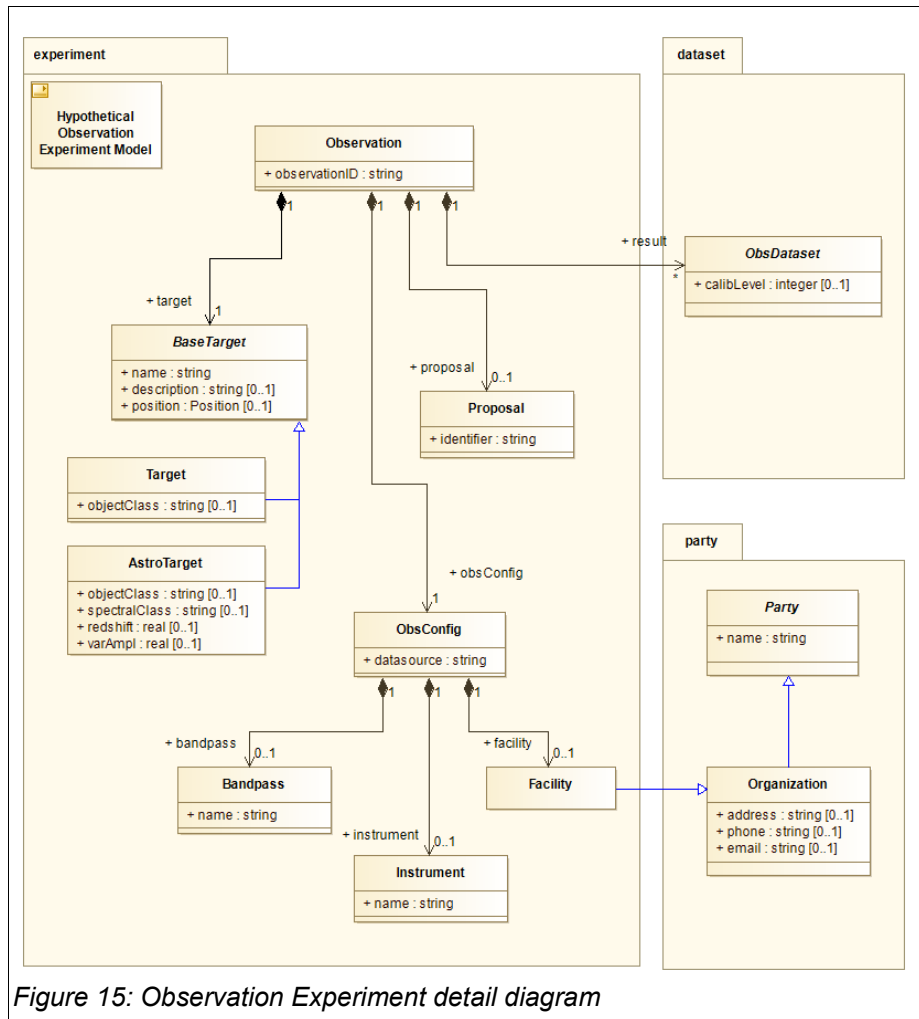 experiment
dataset
Hypothetical
Observation
Experiment Model
Observation
+ observationID : string
1
1
1
1
+ result
*
ObsDataset
+ calibLevel : integer [0..1]
+ target
1
BaseTarget
+ name : string
+ description : string [0..1]
+ position : Position [0..1]
+ proposal
0..1
Proposal
+ identifier : string
Target
+ objectClass : string [0..1]
AstroTarget
+ objectClass : string [0..1]
+ spectralClass : string [0..1]
+ redshift : real [0..1]
+ varAmpl : real [0..1]
party
+ obsConfig
1
ObsConfig
+ datasource : string
1
1
1
Party
+ name : string
+ bandpass
0..1
Bandpass
+ name : string
+ facility
0..1
Facility
Organization
+ address : string [0..1]
+ phone : string [0..1]
+ email : string [0..1]
+ instrument
0..1
Instrument
+ name : string
Figure 15: Observation Experiment detail diagram